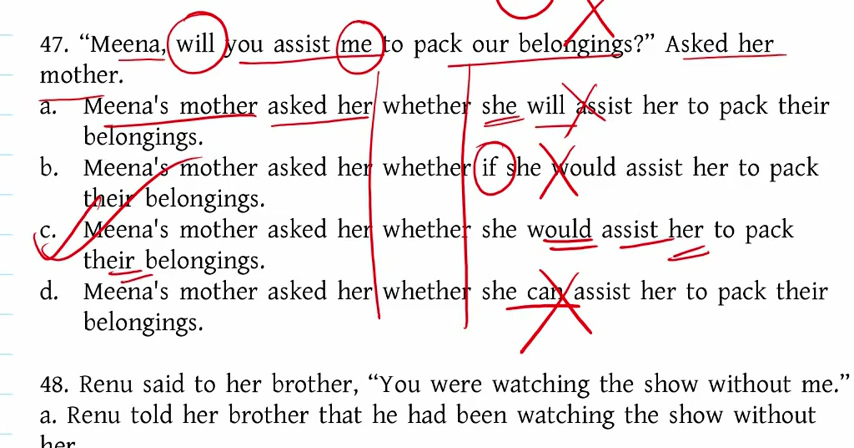 47. “Meena, will you assist me to pack our belongings?” Asked her
mother.
a. Meena's mother asked her whether she will assist her to pack their
belongings.
b. Meena's mother asked her whether if she would assist her to pack
their belongings.
c. Meena's mother asked her whether she would assist her to pack
their belongings.
d. Meena's mother asked her whether she can assist her to pack their
belongings.
48. Renu said to her brother, “You were watching the show without me.”
a. Renu told her brother that he had been watching the show without
her.